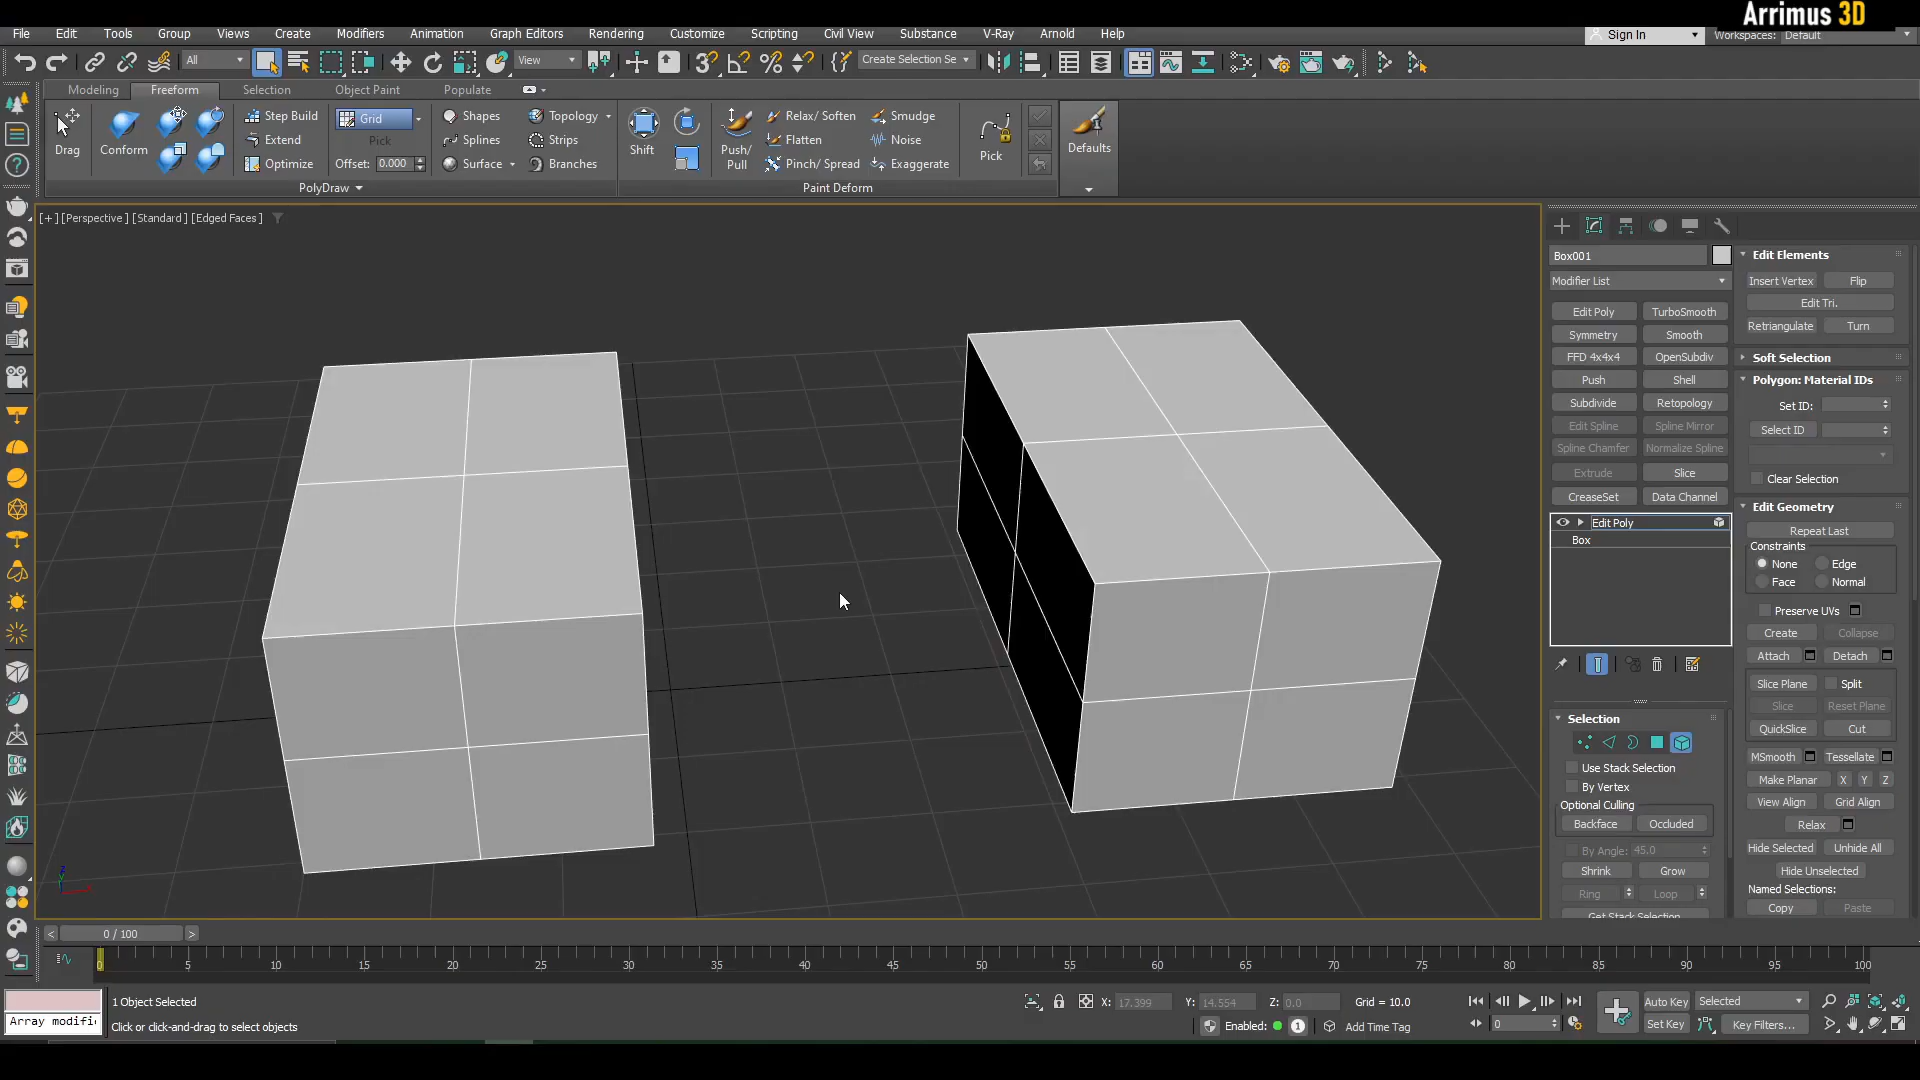 Arrimus 3D
File Edit Tools Group Views Create Modifiers Animation Graph Editors Rendering Customize Scripting Civil View Substance V-Ray Arnold Help
Sign In Workspaces: Default
All View Create Selection Se
Modeling Freeform Selection Object Paint Populate
Drag Conform Step Build Grid Shapes Topology Shift Push/ Pull Relax/ Soften Smudge Pick Defaults
Extend Pick Splines Strips Flatten Noise
Optimize Offset: 0.000 Surface Branches Pinch/ Spread Exaggerate
PolyDraw Paint Deform
[+] [Perspective] [Standard] [Edged Faces]
Box001
Modifier List
Edit Poly TurboSmooth
Symmetry Smooth
FFD 4x4x4 OpenSubdiv
Push Shell
Subdivide Retopology
Edit Spline Spline Mirror
Spline Chamfer Normalize Spline
Extrude Slice
CreaseSet Data Channel
Edit Poly
Box
Selection
Use Stack Selection
By Vertex
Optional Culling
Backface Occluded
By Angle: 45.0
Shrink Grow
Ring Loop
Get Stack Selection
Edit Elements
Insert Vertex Flip
Edit Tri.
Retriangulate Turn
Soft Selection
Polygon: Material IDs
Set ID:
Select ID
Clear Selection
Edit Geometry
Repeat Last
Constraints
None Edge
Face Normal
Preserve UVs
Create Collapse
Attach Detach
Slice Plane Split
Slice Reset Plane
QuickSlice Cut
MSmooth Tessellate
Make Planar X Y Z
View Align Grid Align
Relax
Hide Selected Unhide All
Hide Unselected
Named Selections:
Copy Paste
< 0 / 100 >
0 5 10 15 20 25 30 35 40 45 50 55 60 65 70 75 80 85 90 95 100
1 Object Selected X: 17.399 Y: 14.554 Z: 0.0 Grid = 10.0 Auto Key Selected
Array modifi Click or click-and-drag to select objects Enabled: 1 Add Time Tag 0 Set Key Key Filters...